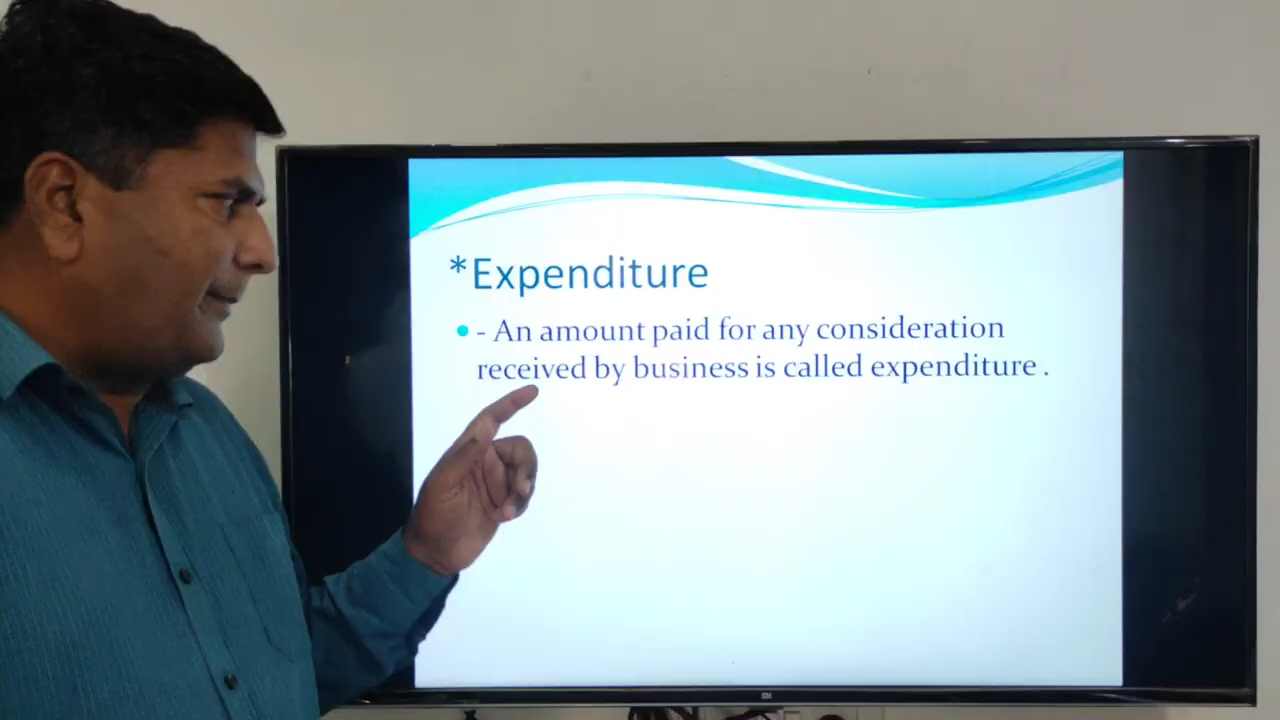 *Expenditure
- An amount paid for any consideration
received by business is called expenditure .